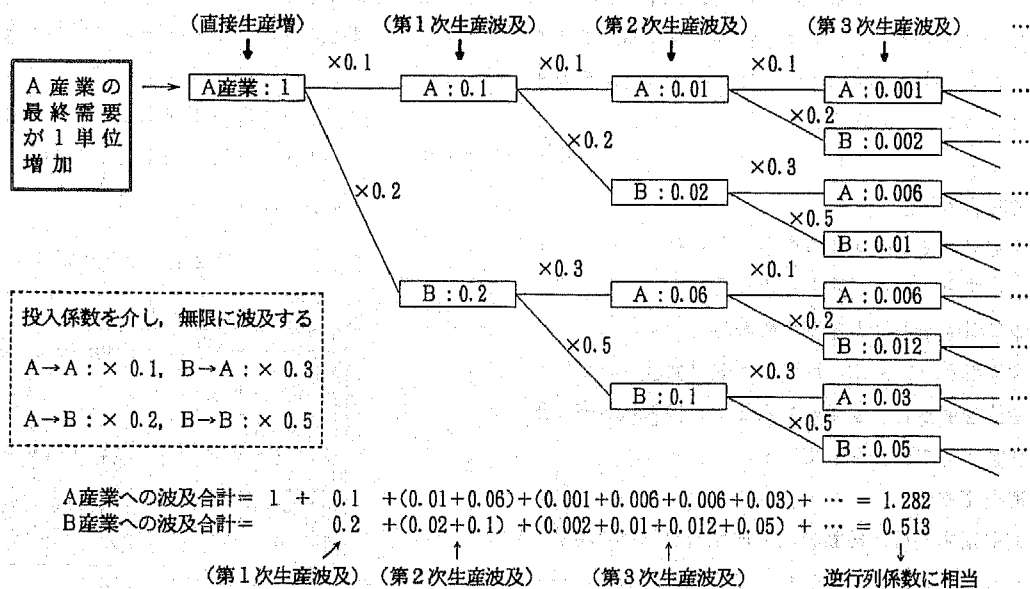 (直接生産増) (第1次生産波及) (第2次生産波及) (第3次生産波及) …
×0.1 ×0.1 ×0.1
A産業の
最終需要
が1単位
増加
A産業:1 A:0.1 A:0.01 A:0.001 …
×0.2
B:0.002 …
×0.2 ×0.3
×0.2 B:0.02 A:0.006 …
×0.5
B:0.01 …
×0.3 ×0.1
B:0.2 A:0.06 A:0.006 …
×0.2
×0.5 B:0.012 …
×0.3
B:0.1 A:0.03 …
×0.5
B:0.05 …
投入係数を介し,無限に波及する
A→A:× 0.1, B→A:× 0.3
A→B:× 0.2, B→B:× 0.5
A産業への波及合計= 1 + 0.1 +(0.01+0.06)+(0.001+0.006+0.006+0.03)+ … = 1.282
B産業への波及合計= 0.2 +(0.02+0.1) +(0.002+0.01+0.012+0.05) + … = 0.513
(第1次生産波及) (第2次生産波及) (第3次生産波及) 逆行列係数に相当